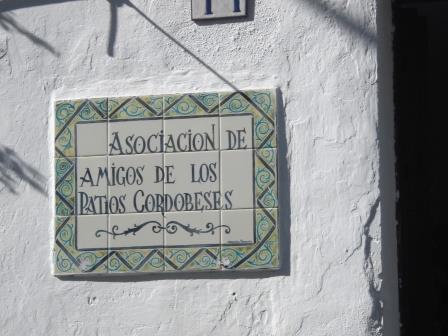 ASOCIACION DE
AMIGOS DE LOS
PATIOS CORDOBESES